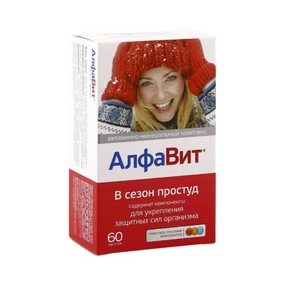 ВИТАМИННО-МИНЕРАЛЬНЫЙ КОМПЛЕКС
АлфаВит®
В сезон простуд
содержит компоненты
для укрепления
защитных сил организма
60